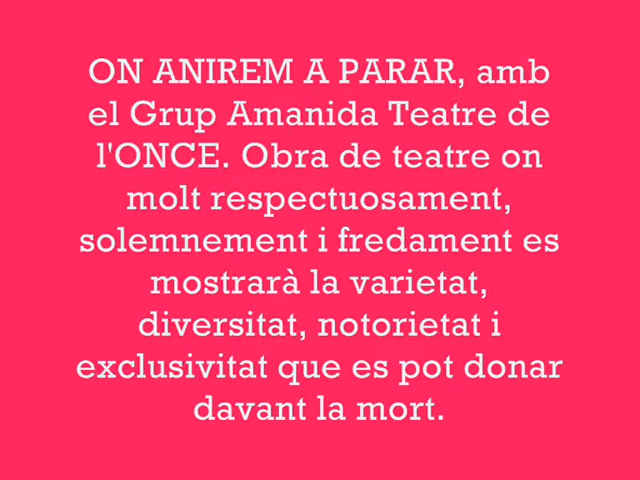 ON ANIREM A PARAR, amb
el Grup Amanida Teatre de
l'ONCE. Obra de teatre on
molt respectuosament,
solemnement i fredament es
mostrarà la varietat,
diversitat, notorietat i
exclusivitat que es pot donar
davant la mort.